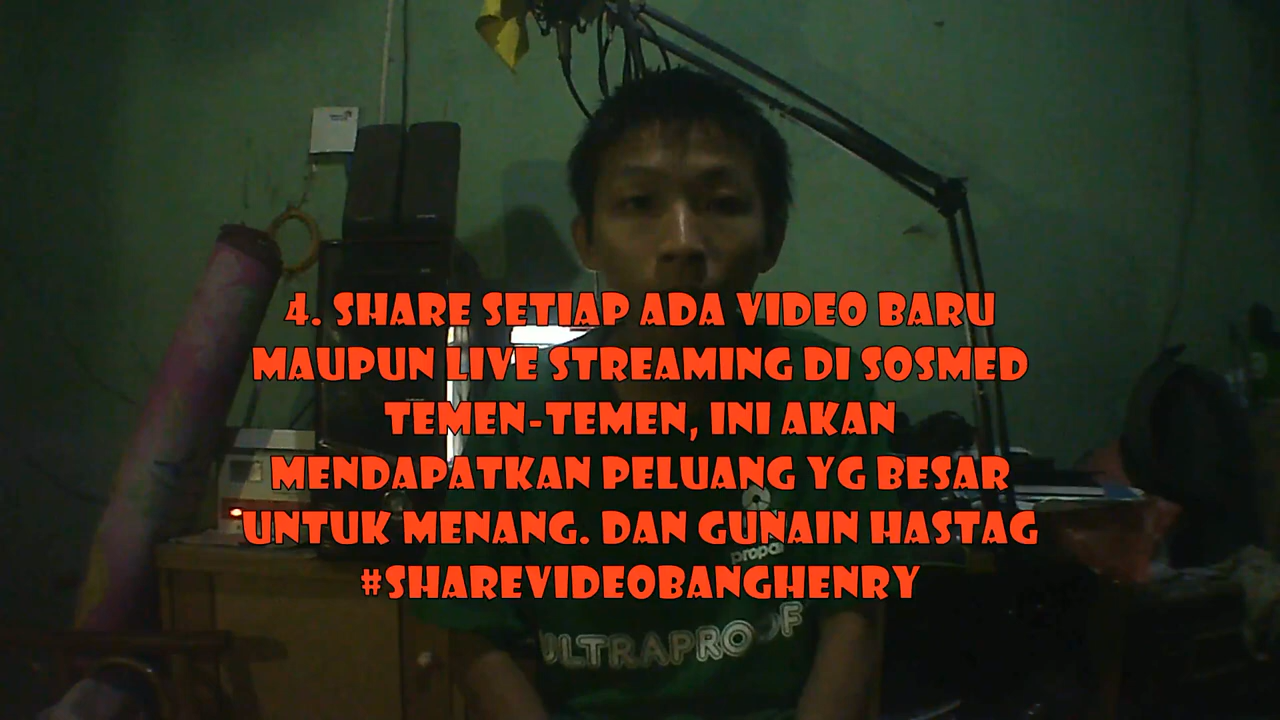 4. SHARE SETIAP ADA VIDEO BARU
MAUPUN LIVE STREAMING DI SOSMED
TEMEN-TEMEN, INI AKAN
MENDAPATKAN PELUANG YG BESAR
UNTUK MENANG. DAN GUNAIN HASTAG
#SHAREVIDEOBANGHENRY
ULTRAPROOF